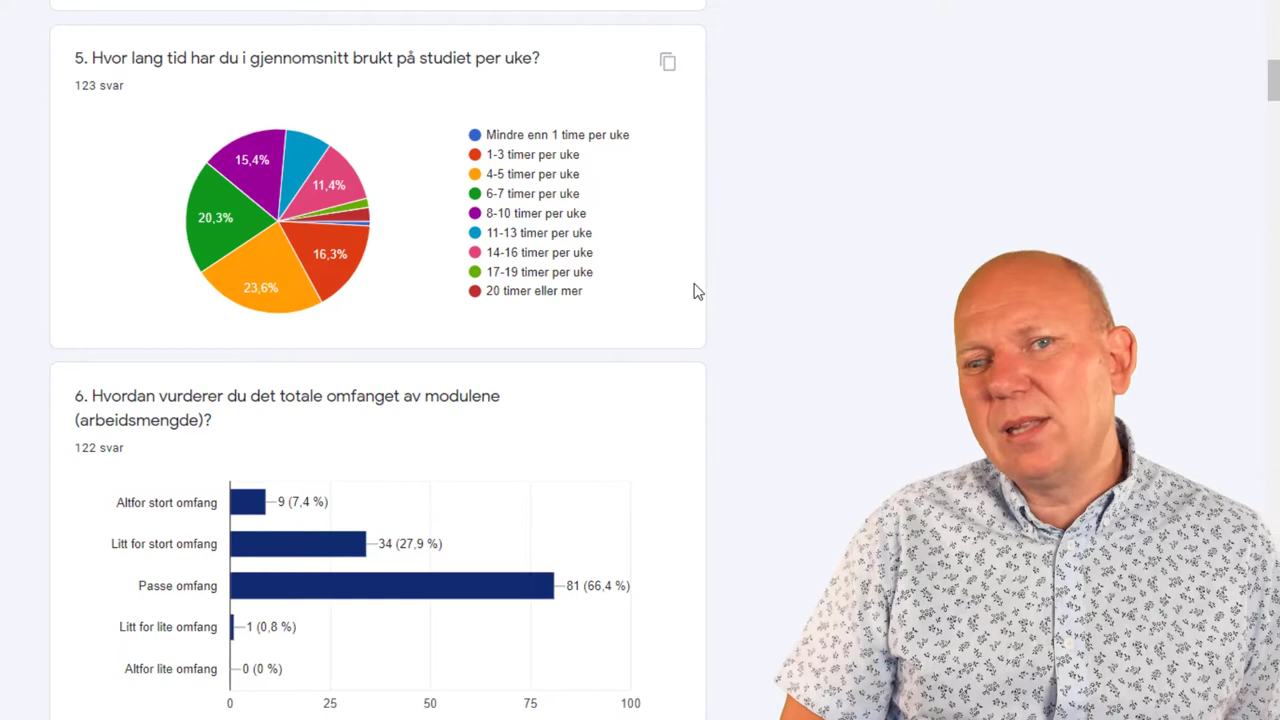 5. Hvor lang tid har du i gjennomsnitt brukt på studiet per uke?
123 svar
15,4%
11,4%
20,3%
16,3%
23,6%
Mindre enn 1 time per uke
1-3 timer per uke
4-5 timer per uke
6-7 timer per uke
8-10 timer per uke
11-13 timer per uke
14-16 timer per uke
17-19 timer per uke
20 timer eller mer
6. Hvordan vurderer du det totale omfanget av modulene
(arbeidsmengde)?
122 svar
Altfor stort omfang 9 (7,4 %)
Litt for stort omfang 34 (27,9 %)
Passe omfang 81 (66,4 %)
Litt for lite omfang 1 (0,8 %)
Altfor lite omfang 0 (0 %)
0 25 50 75 100